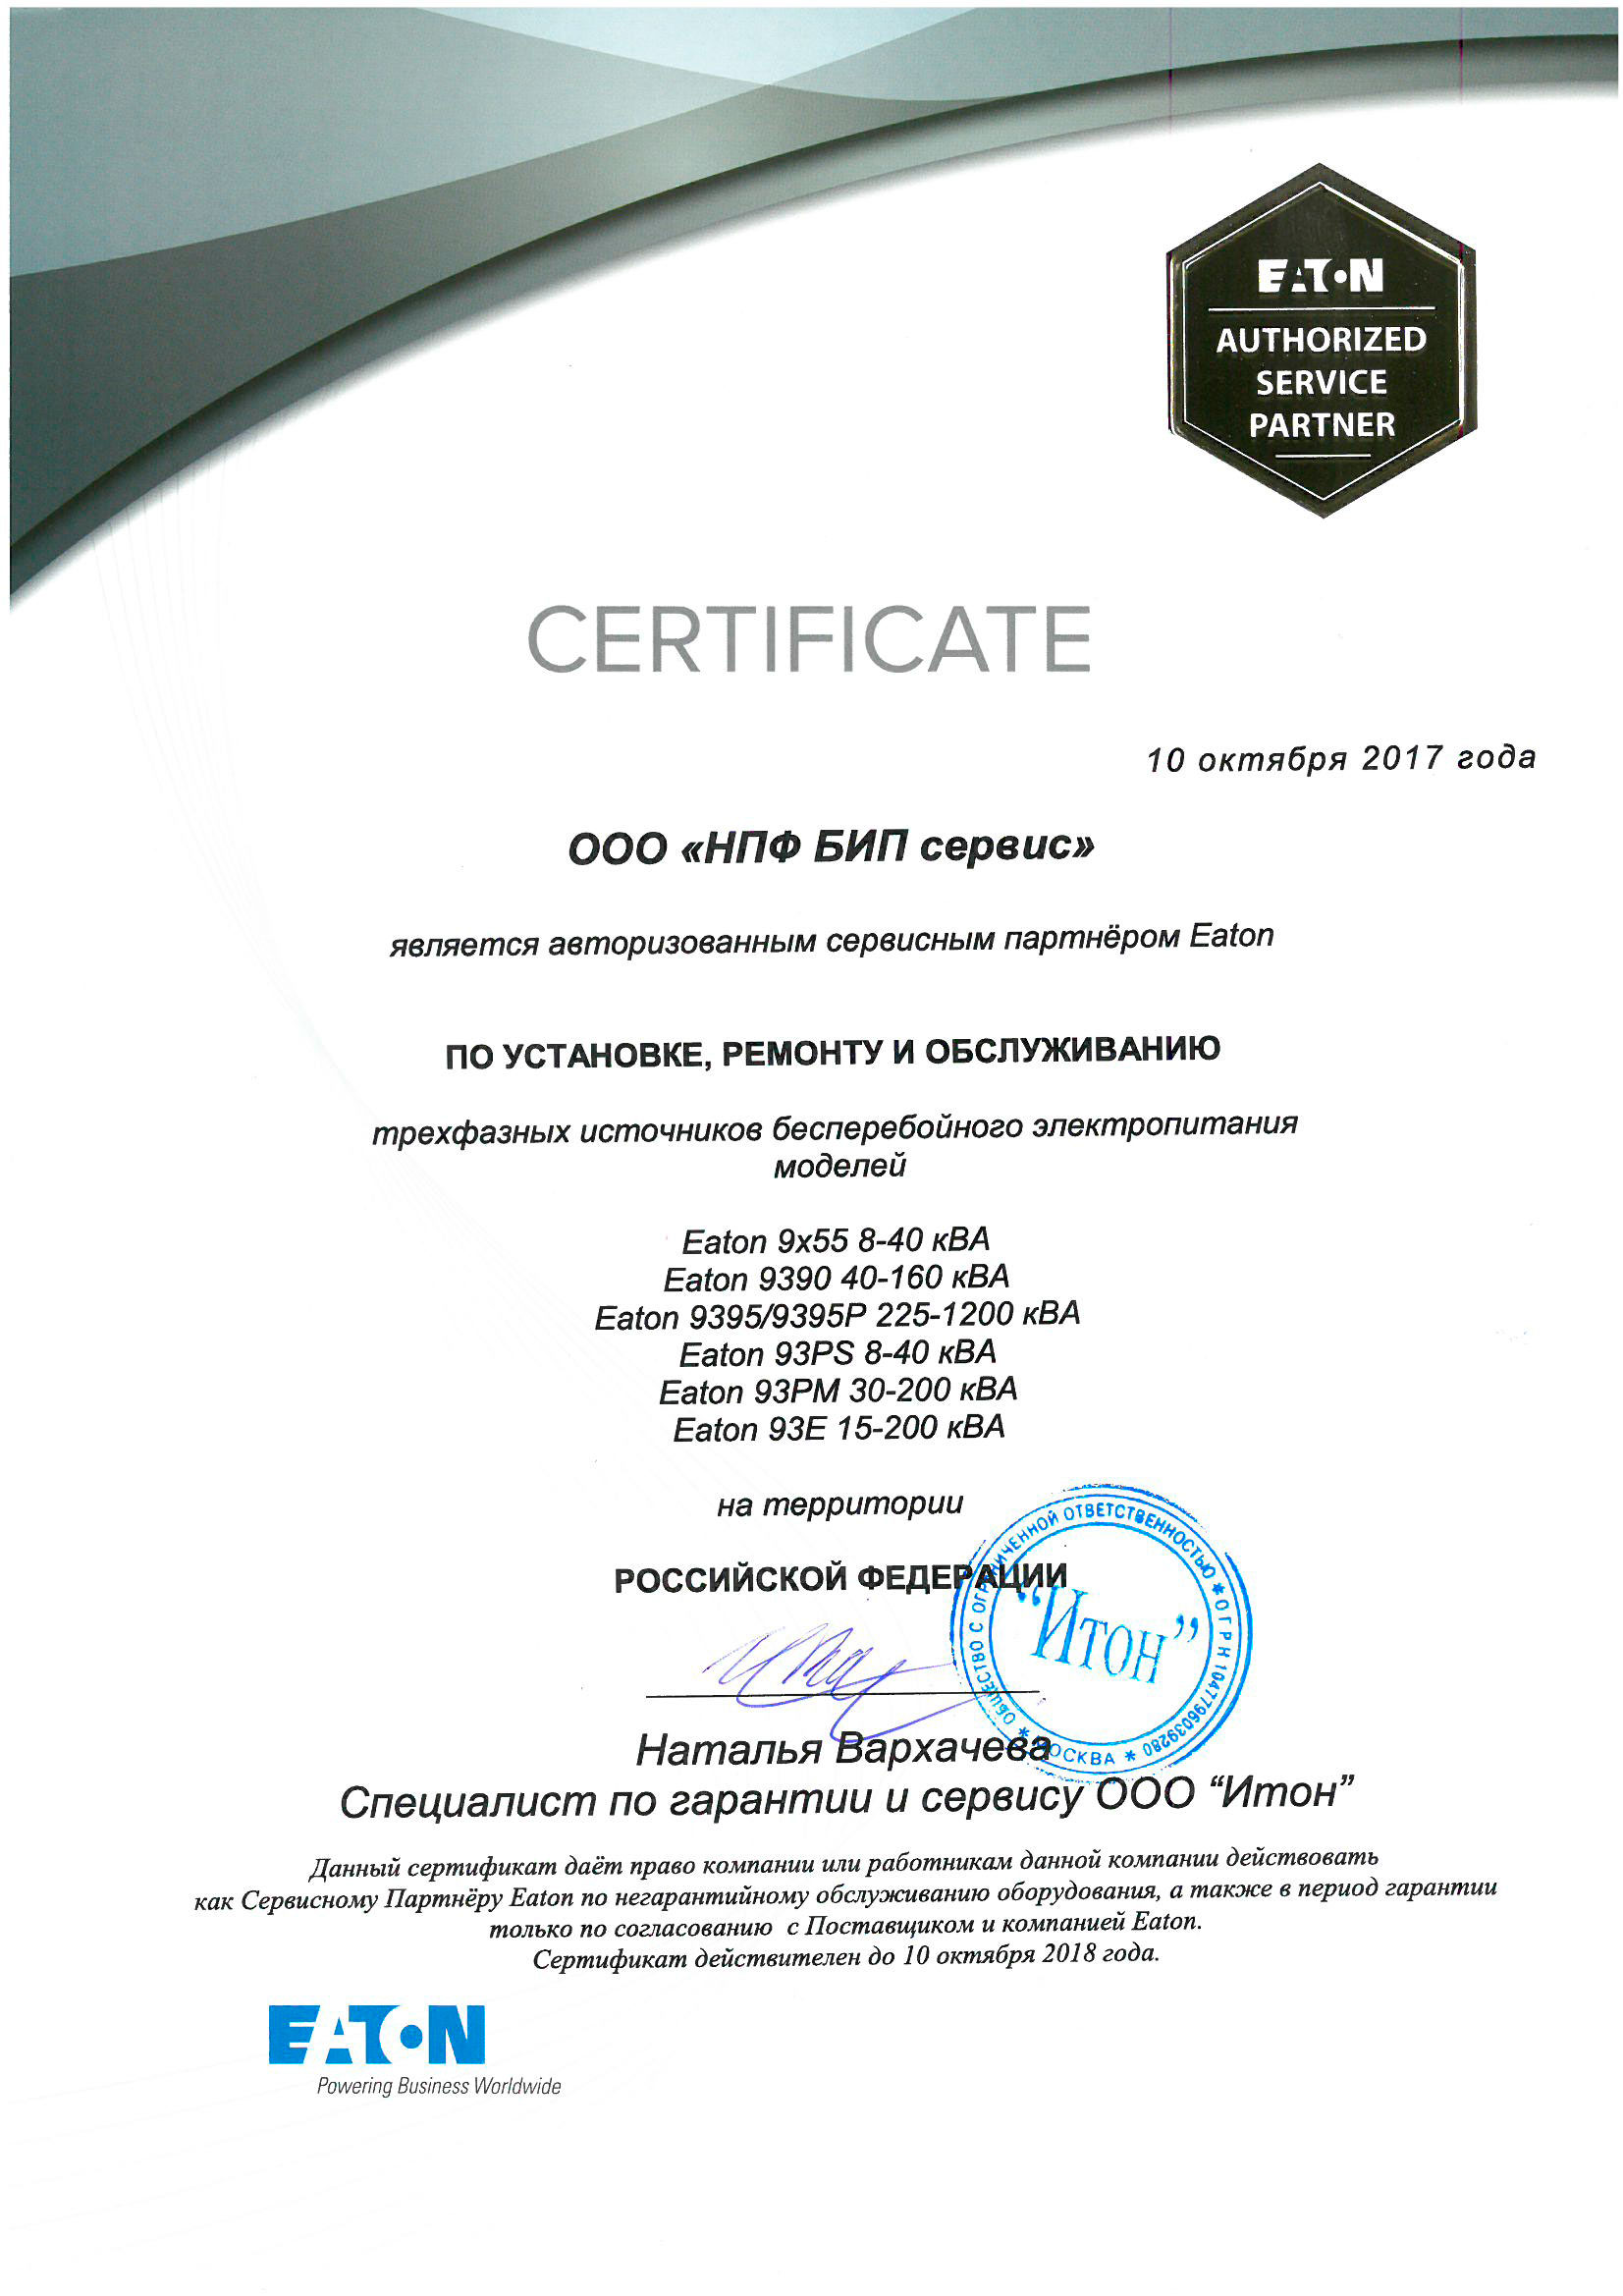 EATON
AUTHORIZED
SERVICE
PARTNER
CERTIFICATE
10 октября 2017 года
ООО «НПФ БИП сервис»
является авторизованным сервисным партнёром Eaton
ПО УСТАНОВКЕ, РЕМОНТУ И ОБСЛУЖИВАНИЮ
трехфазных источников бесперебойного электропитания
моделей
Eaton 9x55 8-40 кВА
Eaton 9390 40-160 кВА
Eaton 9395/9395P 225-1200 кВА
Eaton 93PS 8-40 кВА
Eaton 93PM 30-200 кВА
Eaton 93E 15-200 кВА
на территории
РОССИЙСКОЙ ФЕДЕРАЦИИ
ОБЩЕСТВО С ОГРАНИЧЕННОЙ ОТВЕТСТВЕННОСТЬЮ * ОГРН 1047796039280 * МОСКВА *
"Итон"
Наталья Вархачева
Специалист по гарантии и сервису ООО "Итон"
Данный сертификат даёт право компании или работникам данной компании действовать
как Сервисному Партнёру Eaton по негарантийному обслуживанию оборудования, а также в период гарантии
только по согласованию с Поставщиком и компанией Eaton.
Сертификат действителен до 10 октября 2018 года.
EATON
Powering Business Worldwide